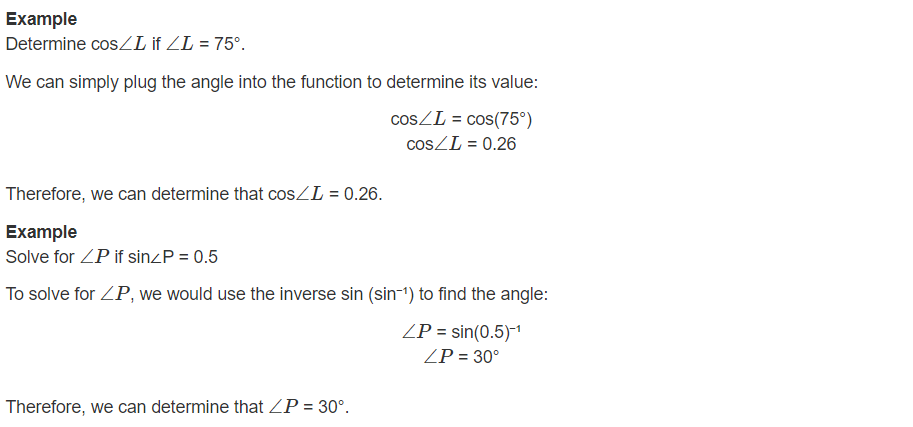 Example
Determine cos∠L if ∠L = 75°.
We can simply plug the angle into the function to determine its value:
cos∠L = cos(75°)
cos∠L = 0.26
Therefore, we can determine that cos∠L = 0.26.
Example
Solve for ∠P if sin∠P = 0.5
To solve for ∠P, we would use the inverse sin (sin⁻¹) to find the angle:
∠P = sin(0.5)⁻¹
∠P = 30°
Therefore, we can determine that ∠P = 30°.